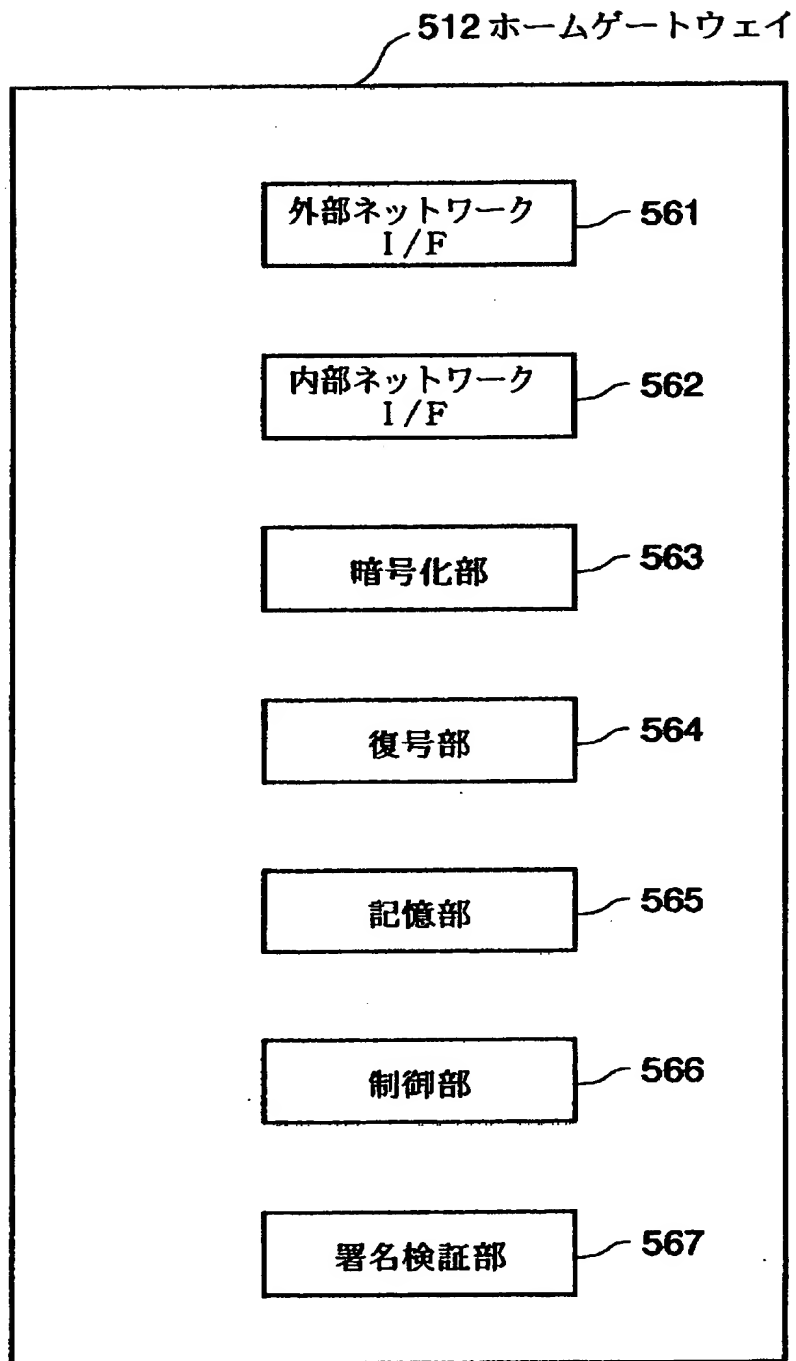 512 ホームゲートウェイ
外部ネットワーク
I/F
561
内部ネットワーク
I/F
562
暗号化部
563
復号部
564
記憶部
565
制御部
566
署名検証部
567